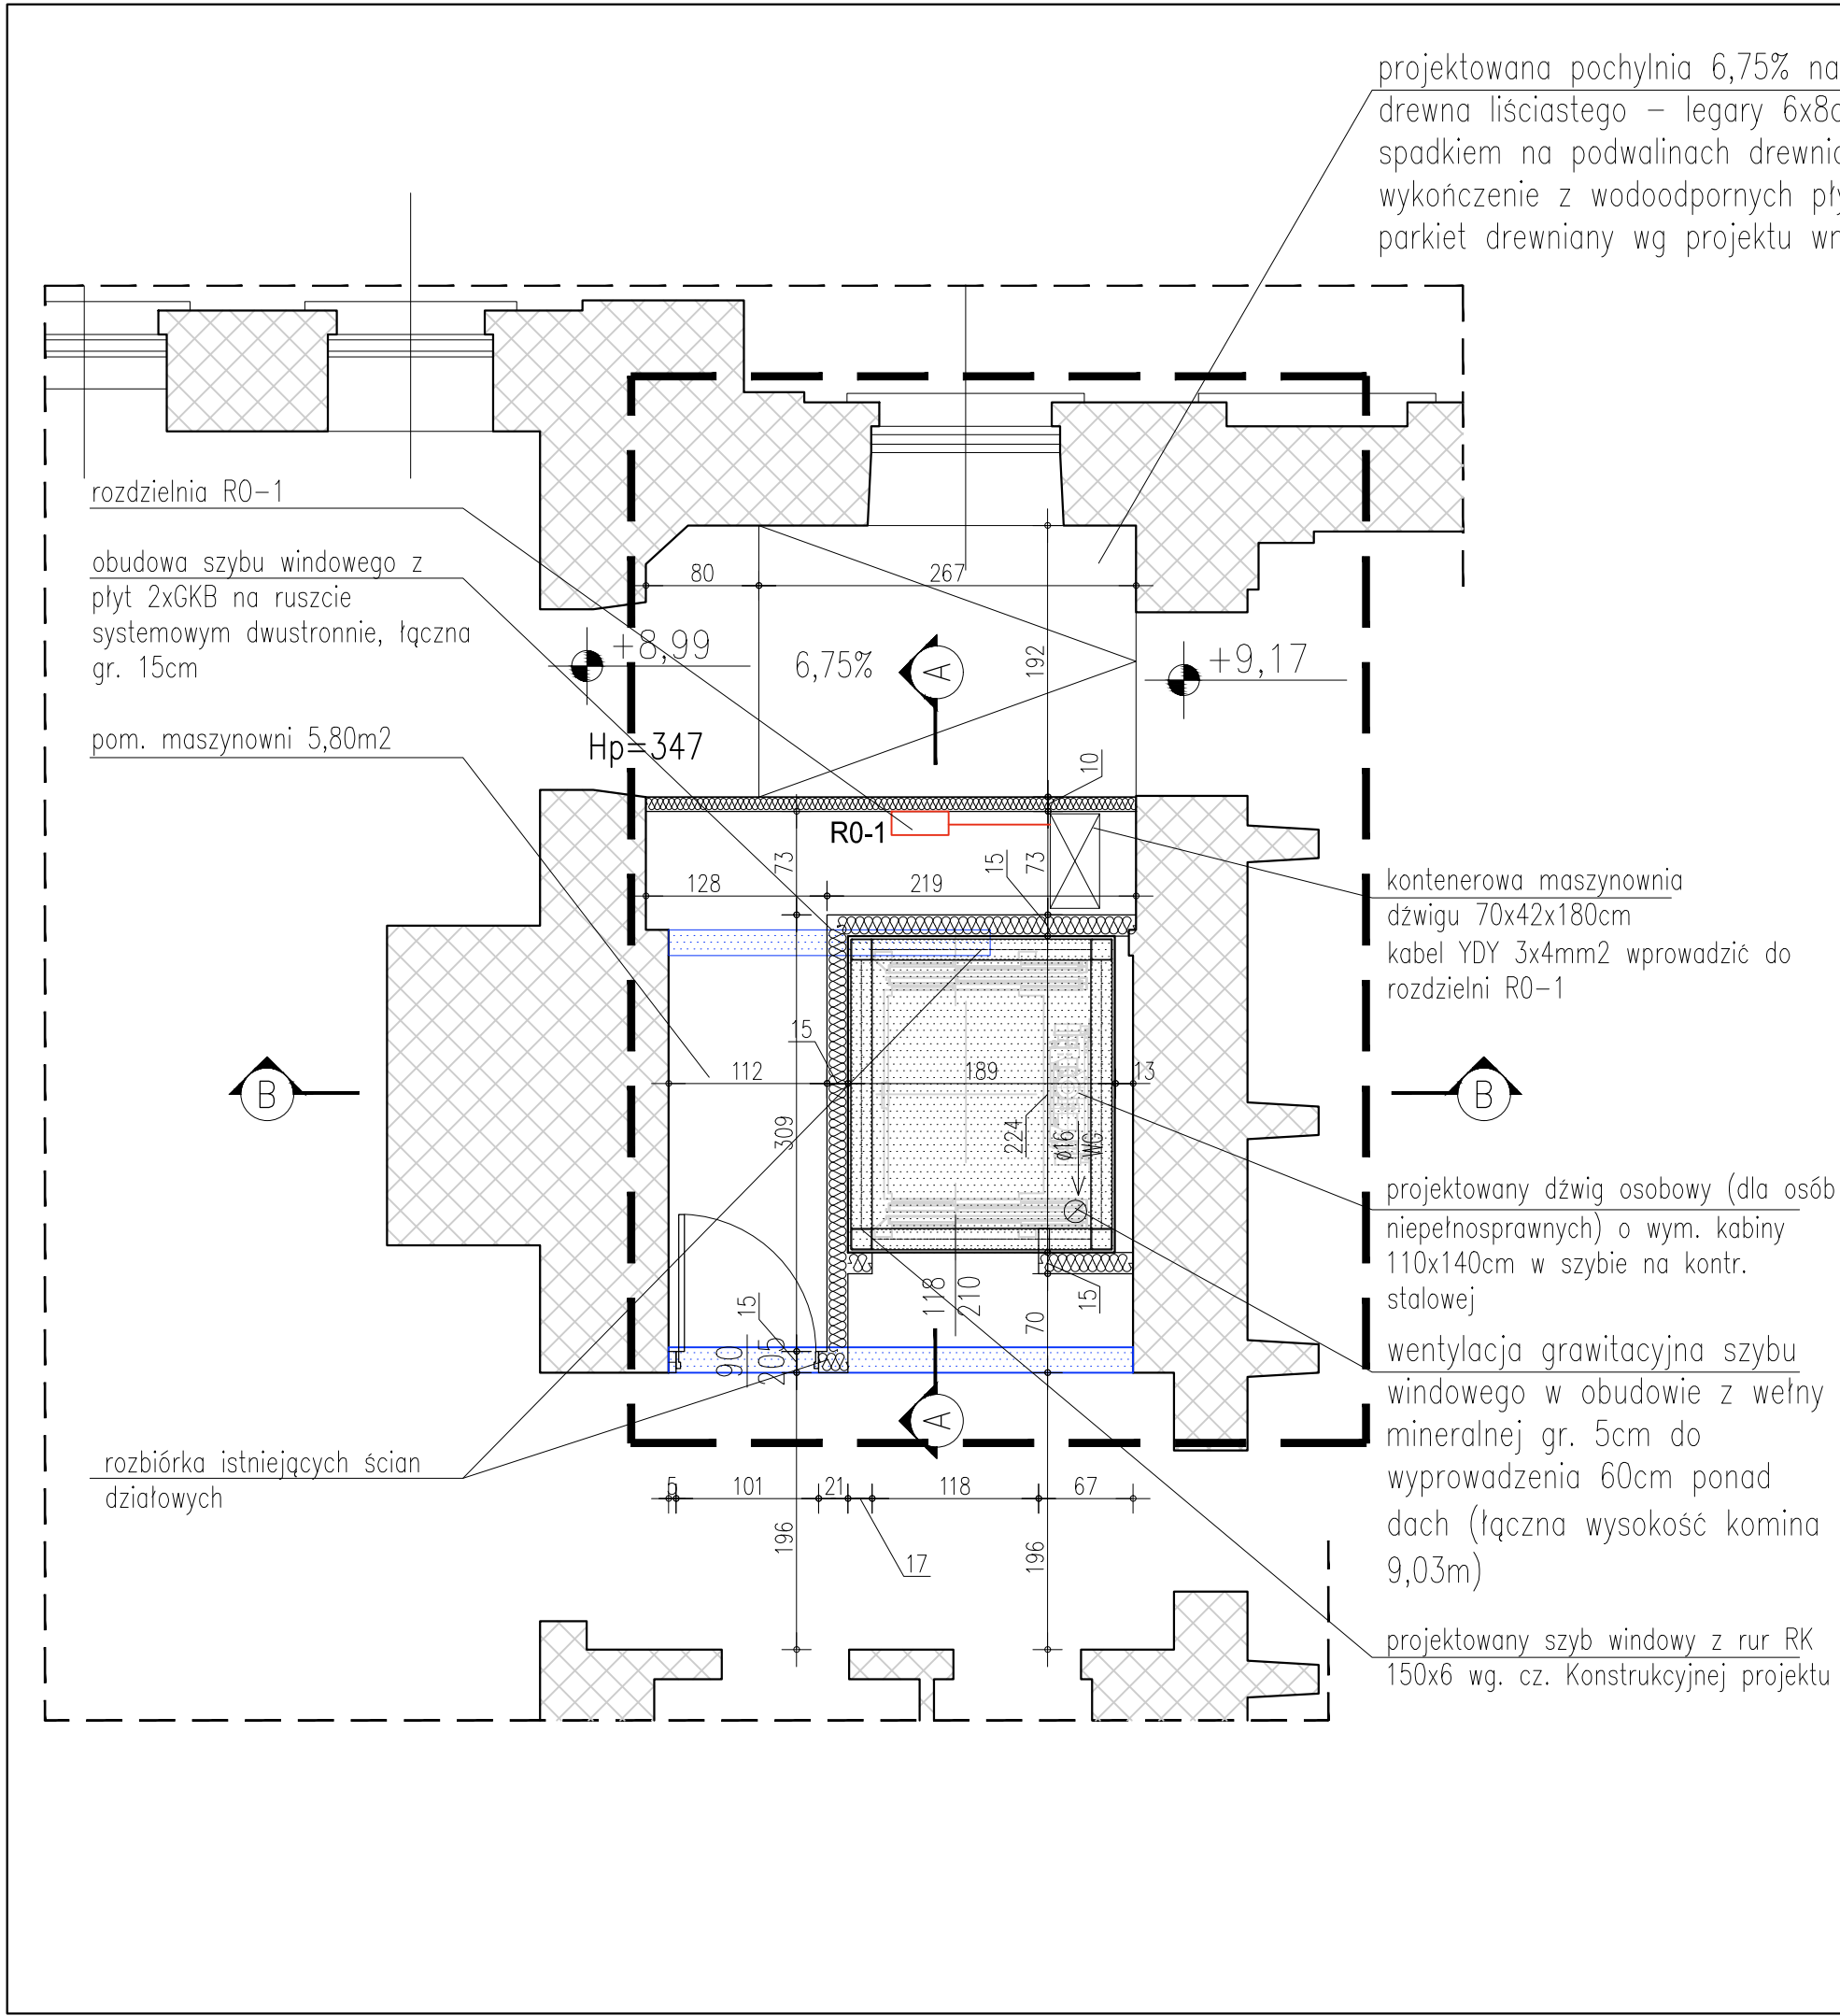 projektowana pochylnia 6,75% na
drewna liściastego – legary 6x8c
spadkiem na podwalinach drewnia
wykończenie z wodoodpornych pły
parkiet drewniany wg projektu wn
rozdzielnia R0-1
obudowa szybu windowego z
płyt 2xGKB na ruszcie
systemowym dwustronnie, łączna
gr. 15cm
pom. maszynowni 5,80m2
80
267
+8,99
6,75%
A
192
+9,17
Hp=347
10
R0-1
73
15
73
128
219
kontenerowa maszynownia
dźwigu 70x42x180cm
kabel YDY 3x4mm2 wprowadzić do
rozdzielni R0-1
15
112
189
13
B
B
309
224
ø16
WG
projektowany dźwig osobowy (dla osób
niepełnosprawnych) o wym. kabiny
110x140cm w szybie na kontr.
stalowej
118
210
15
15
70
90
205
wentylacja grawitacyjna szybu
windowego w obudowie z wełny
mineralnej gr. 5cm do
wyprowadzenia 60cm ponad
dach (łączna wysokość komina
9,03m)
A
rozbiórka istniejących ścian
działowych
5
101
21
118
67
196
196
17
projektowany szyb windowy z rur RK
150x6 wg. cz. Konstrukcyjnej projektu